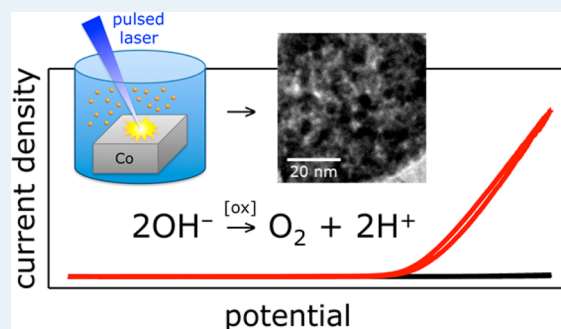 pulsed
laser
Co
20 nm
2OH⁻ [ox]→ O₂ + 2H⁺
current density
potential